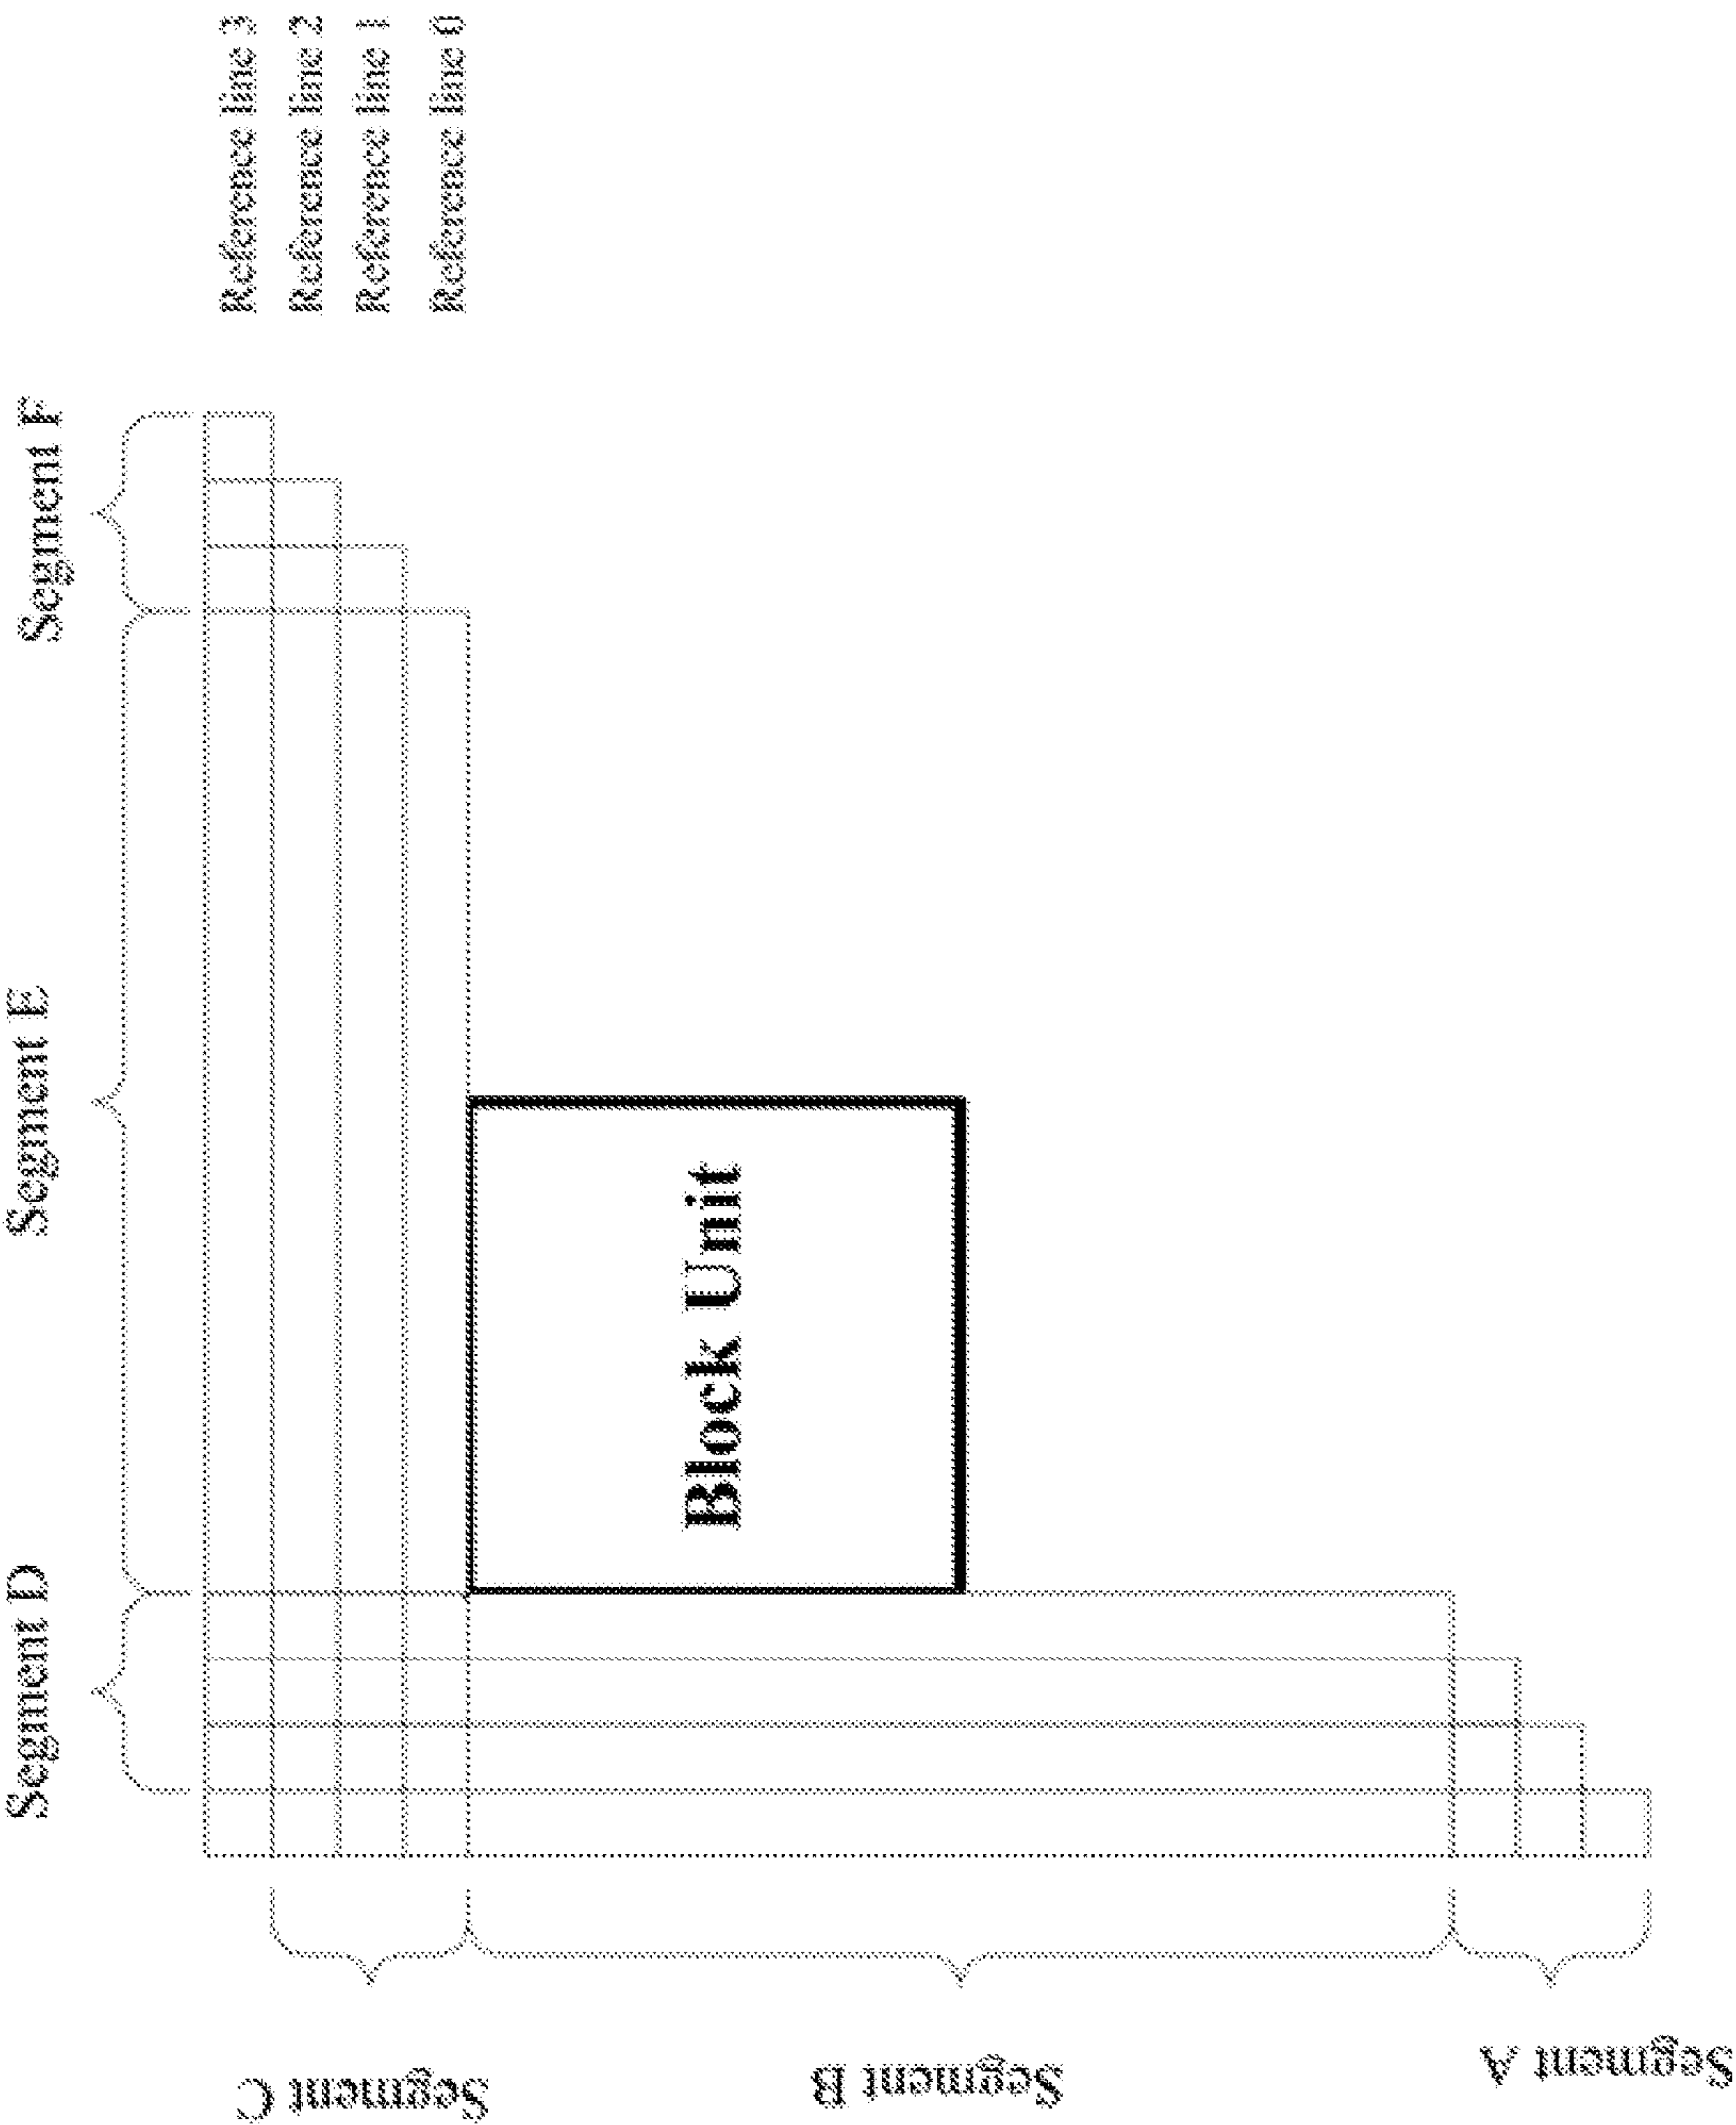 Segment D
Segment E
Segment F
Reference line 3
Reference line 2
Reference line 1
Reference line 0
Block Unit
Segment C
Segment B
Segment A